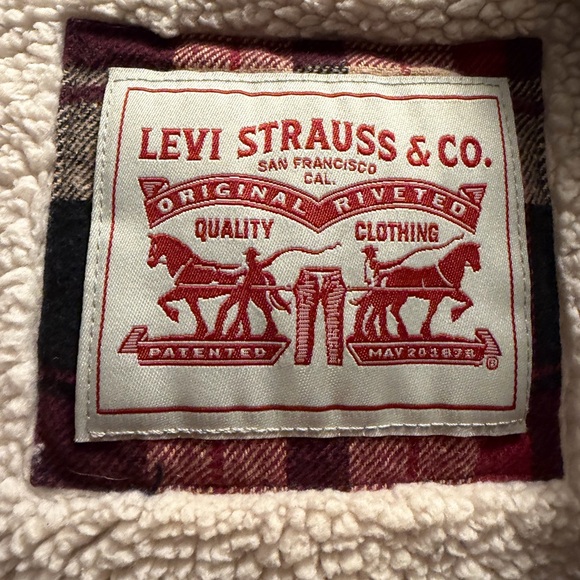 LEVI STRAUSS & CO.
SAN FRANCISCO
CAL.
ORIGINAL RIVETED
QUALITY CLOTHING
PATENTED MAY 20 1873
®